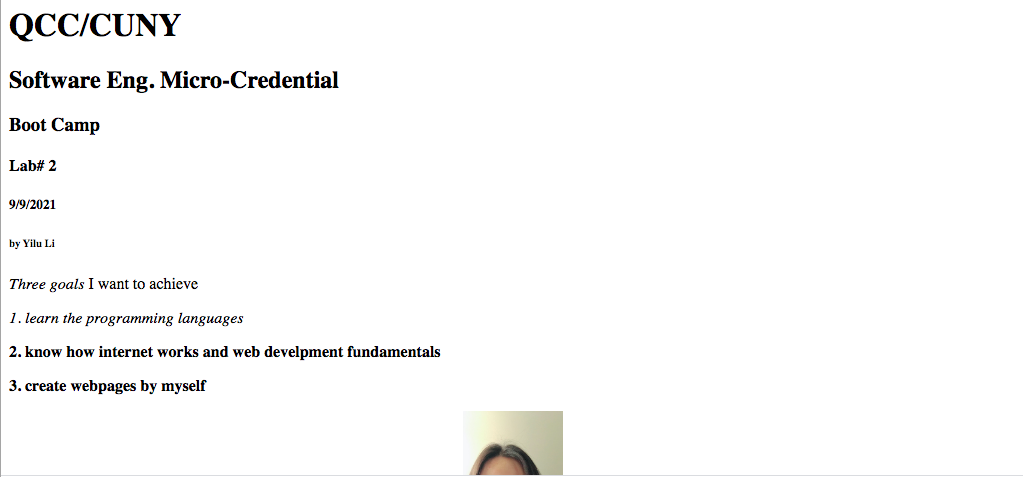 QCC/CUNY
Software Eng. Micro-Credential
Boot Camp
Lab# 2
9/9/2021
by Yilu Li
Three goals I want to achieve
1. learn the programming languages
2. know how internet works and web develpment fundamentals
3. create webpages by myself